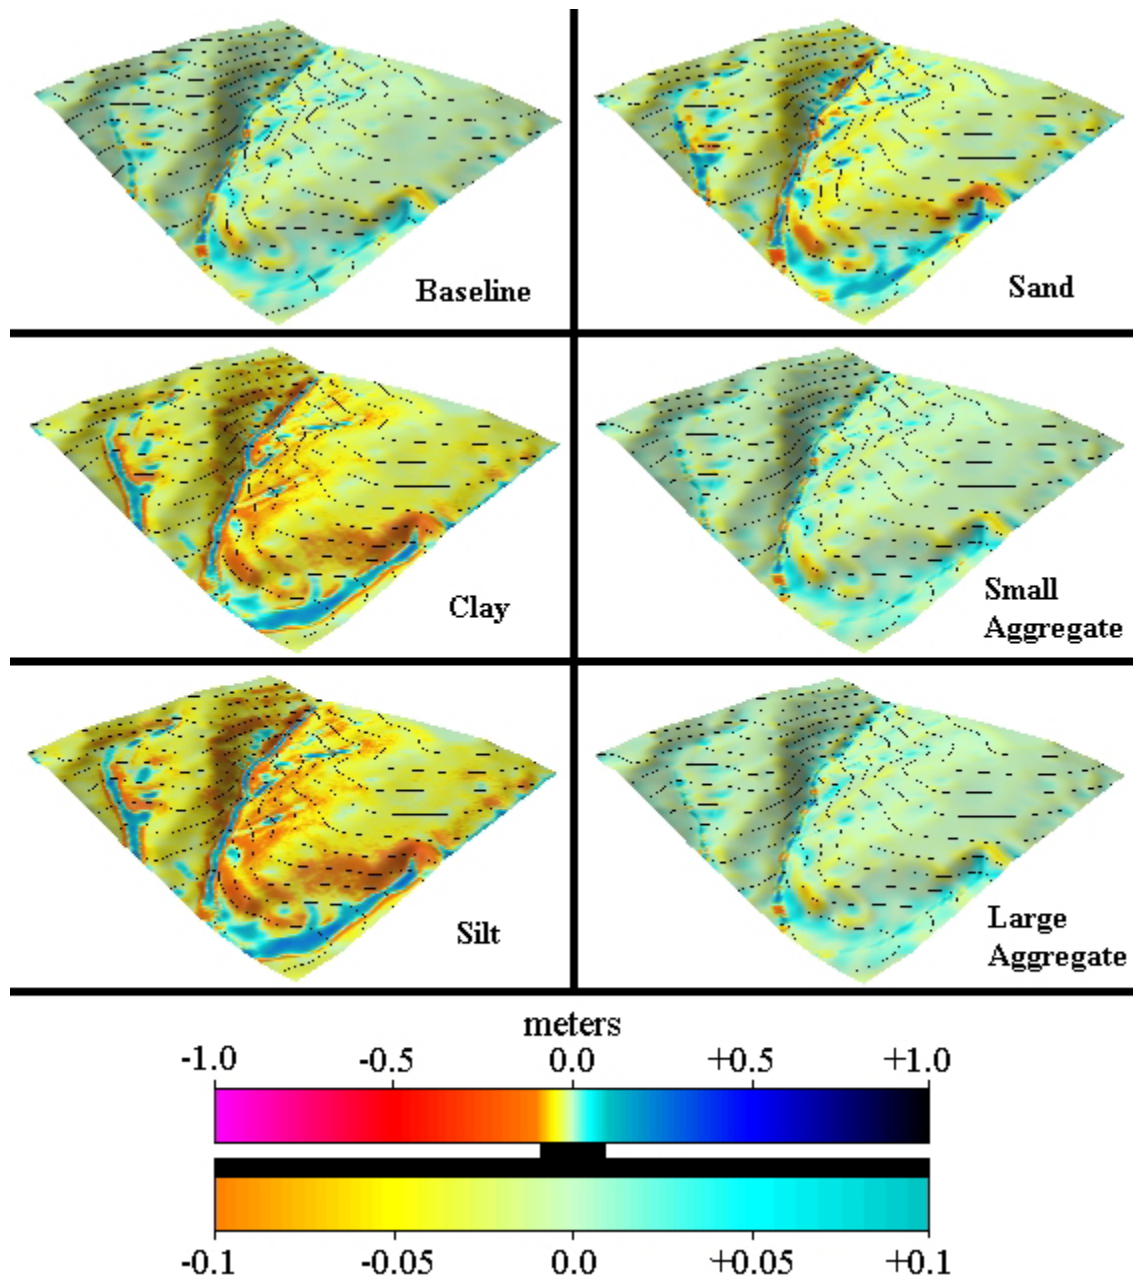 Baseline
Sand
Clay
Small
Aggregate
Silt
Large
Aggregate
meters
-1.0 -0.5 0.0 +0.5 +1.0
-0.1 -0.05 0.0 +0.05 +0.1